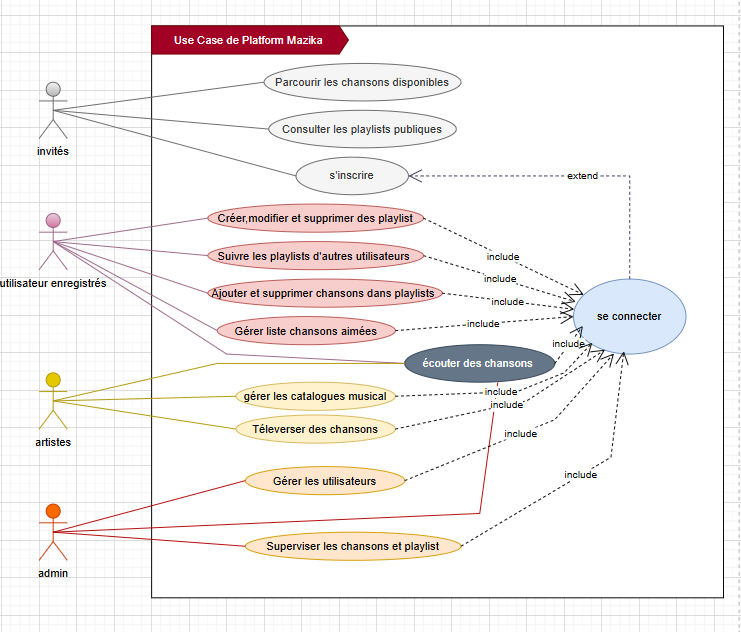 Use Case de Platform Mazika
Parcourir les chansons disponibles
Consulter les playlists publiques
invités
s'inscrire
extend
Créer,modifier et supprimer des playlist
Suivre les playlists d'autres utilisateurs
include
utilisateur enregistrés
include
Ajouter et supprimer chansons dans playlists
include
se connecter
Gérer liste chansons aimées
include
include
écouter des chansons
gérer les catalogues musical
include
include
Téleverser des chansons
include
artistes
Gérer les utilisateurs
include
Superviser les chansons et playlist
admin